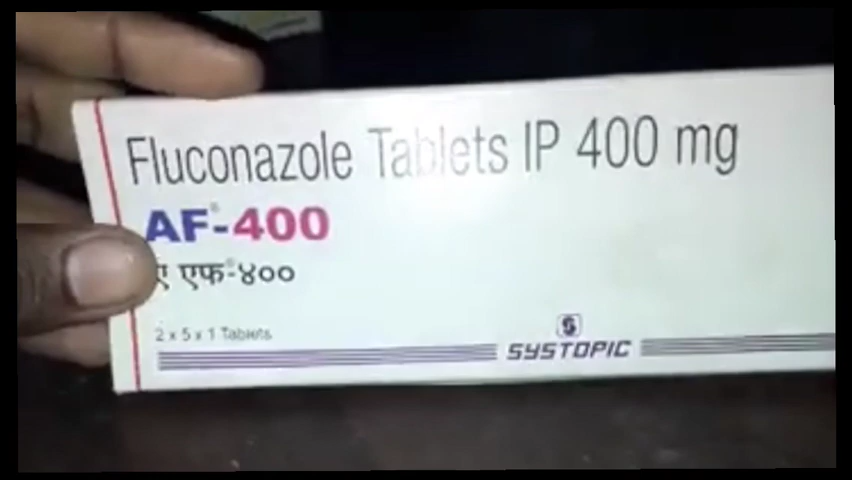 Fluconazole Tablets IP 400 mg
AF®-400
ए एफ®-४००
2 x 5 x 1 Tablets
SYSTOPIC